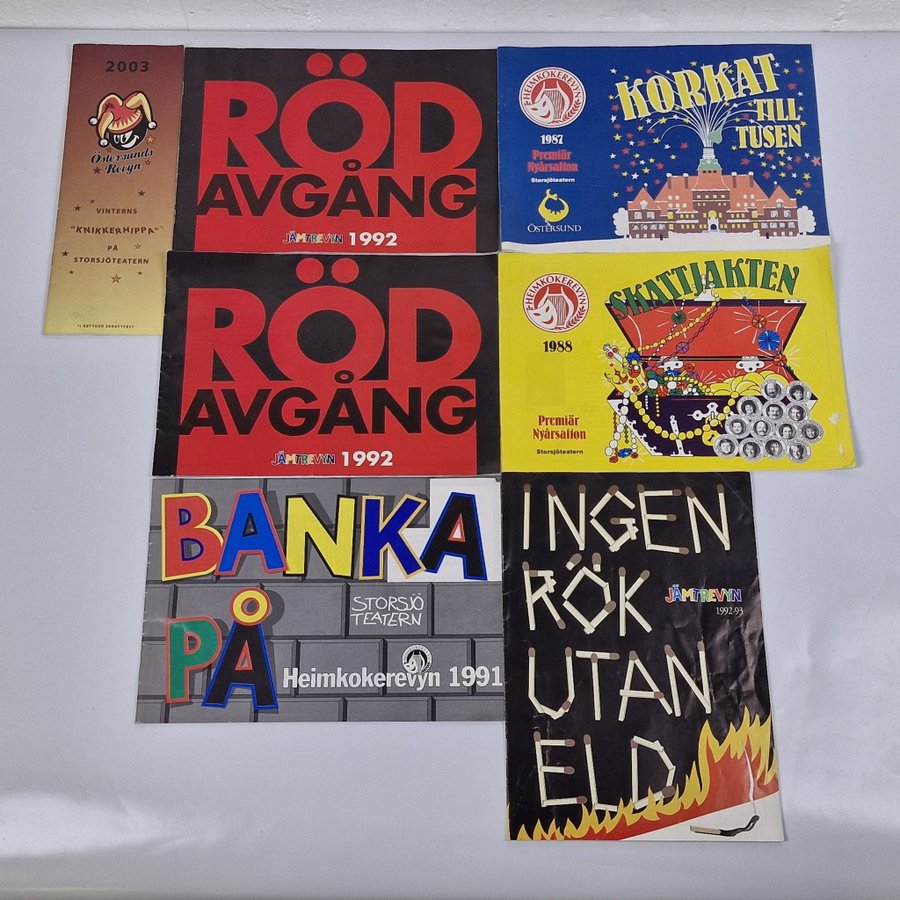 2003
Östersunds
Revyn
VINTERNS
"KNIKKERHIPPA"
PÅ
STORSJÖTEATERN
*) BETYDER SKRATTFEST
RÖD
AVGÅNG
JÄMTREVYN 1992
HEIMKOKEREVYN
1987
Premiär
Nyårsafton
Storsjöteatern
ÖSTERSUND
KORKAT
TILL
TUSEN
RÖD
AVGÅNG
JÄMTREVYN 1992
HEIMKOKEREVYN
1988
Premiär
Nyårsafton
Storsjöteatern
SKATTJAKTEN
BANKA
PÅ
STORSJÖ
TEATERN
Heimkokerevyn 1991
INGEN
RÖK
JÄMTREVYN
1992-93
UTAN
ELD